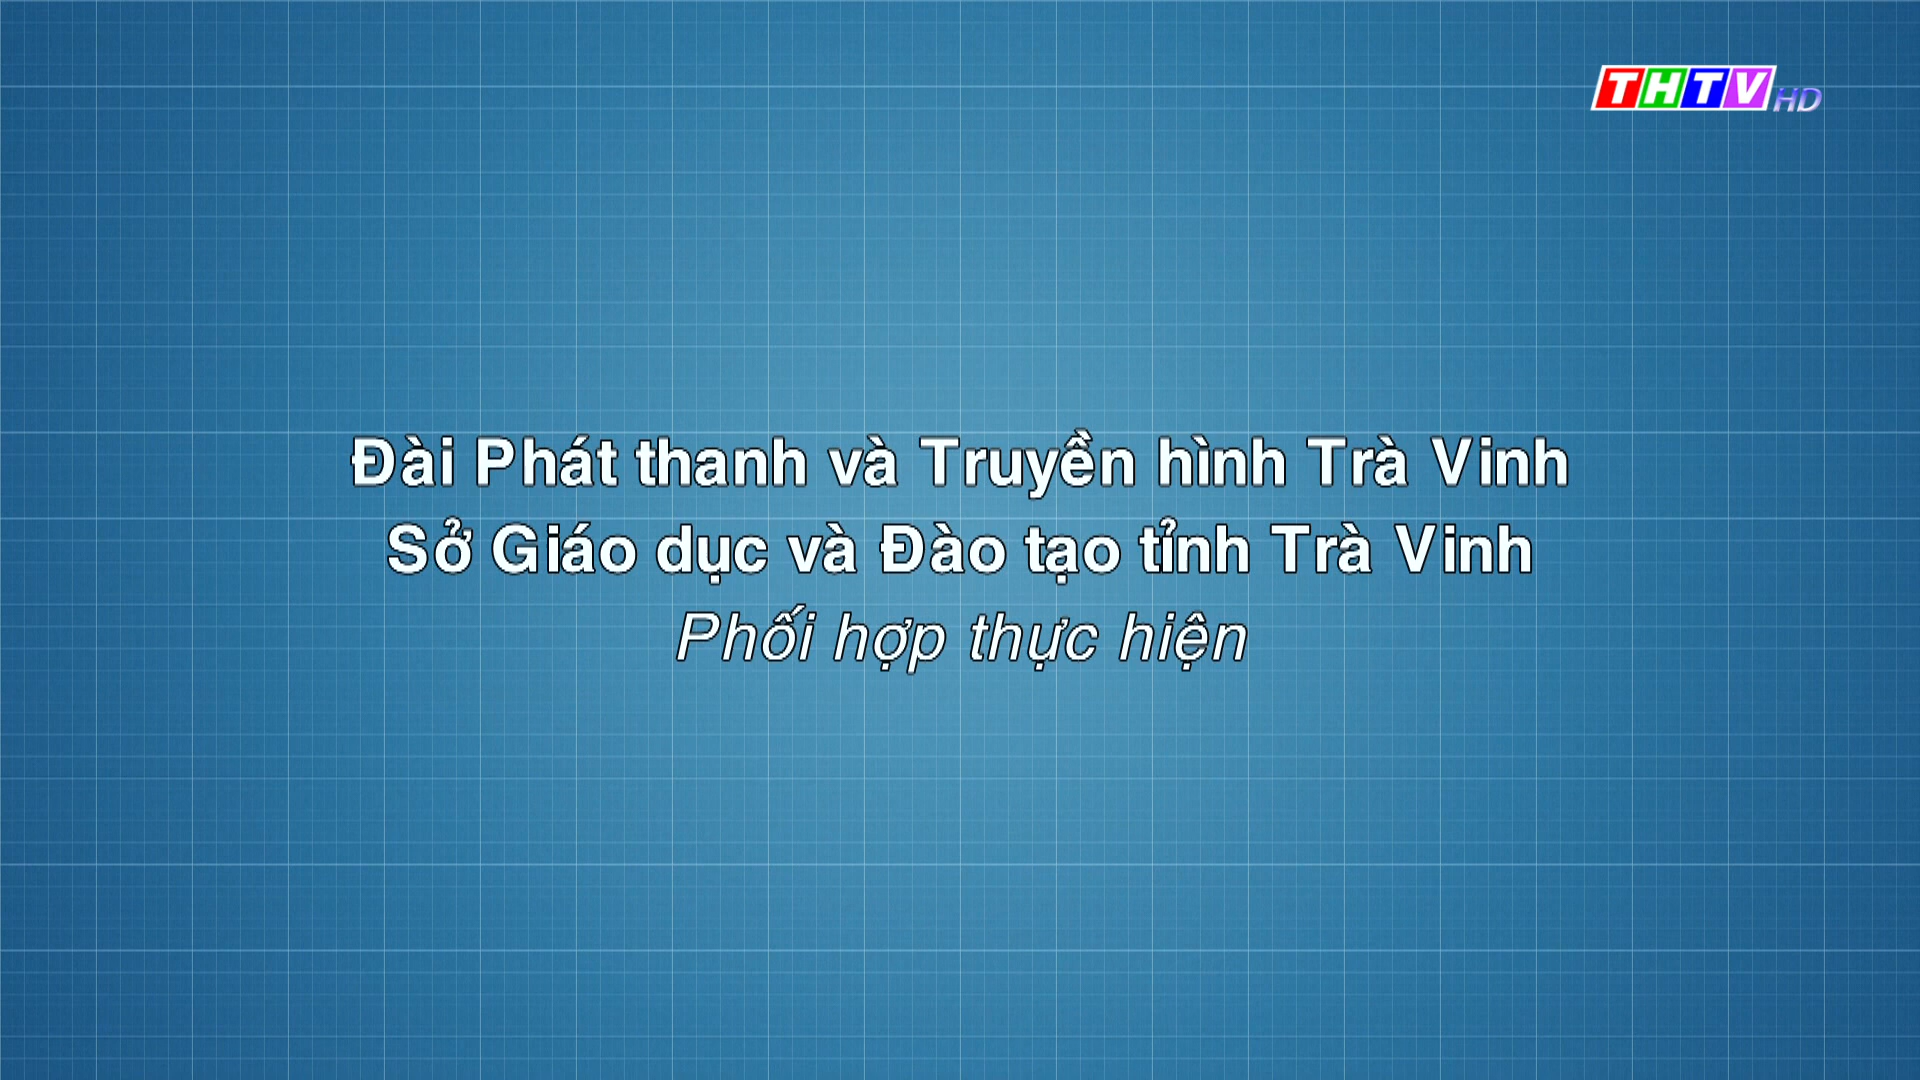 THTV HD
Đài Phát thanh và Truyền hình Trà Vinh
Sở Giáo dục và Đào tạo tỉnh Trà Vinh
Phối hợp thực hiện